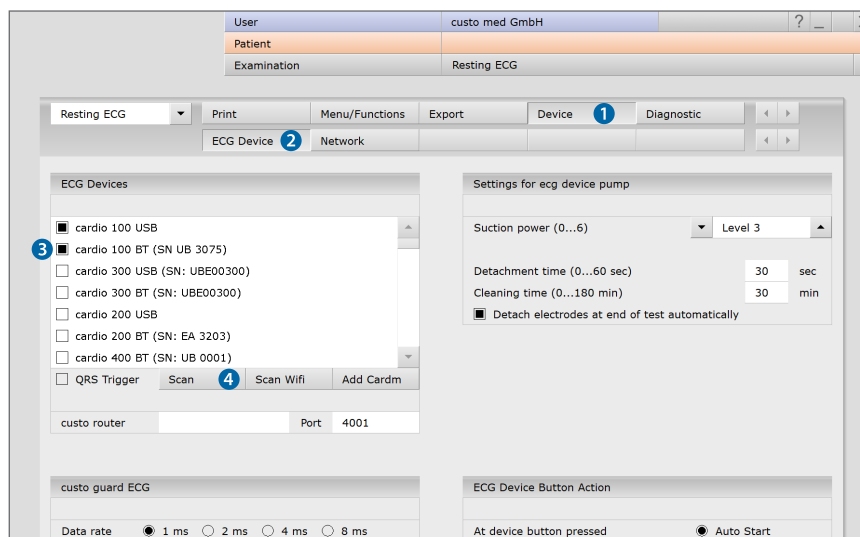 User custo med GmbH ? _
Patient
Examination Resting ECG
Resting ECG Print Menu/Functions Export Device 1 Diagnostic
ECG Device 2 Network
ECG Devices
cardio 100 USB
3 cardio 100 BT (SN UB 3075)
cardio 300 USB (SN: UBE00300)
cardio 300 BT (SN: UBE00300)
cardio 200 USB
cardio 200 BT (SN: EA 3203)
cardio 400 BT (SN: UB 0001)
QRS Trigger Scan 4 Scan Wifi Add Cardm
custo router Port 4001
Settings for ecg device pump
Suction power (0...6) Level 3
Detachment time (0...60 sec) 30 sec
Cleaning time (0...180 min) 30 min
Detach electrodes at end of test automatically
custo guard ECG
Data rate 1 ms 2 ms 4 ms 8 ms
ECG Device Button Action
At device button pressed Auto Start